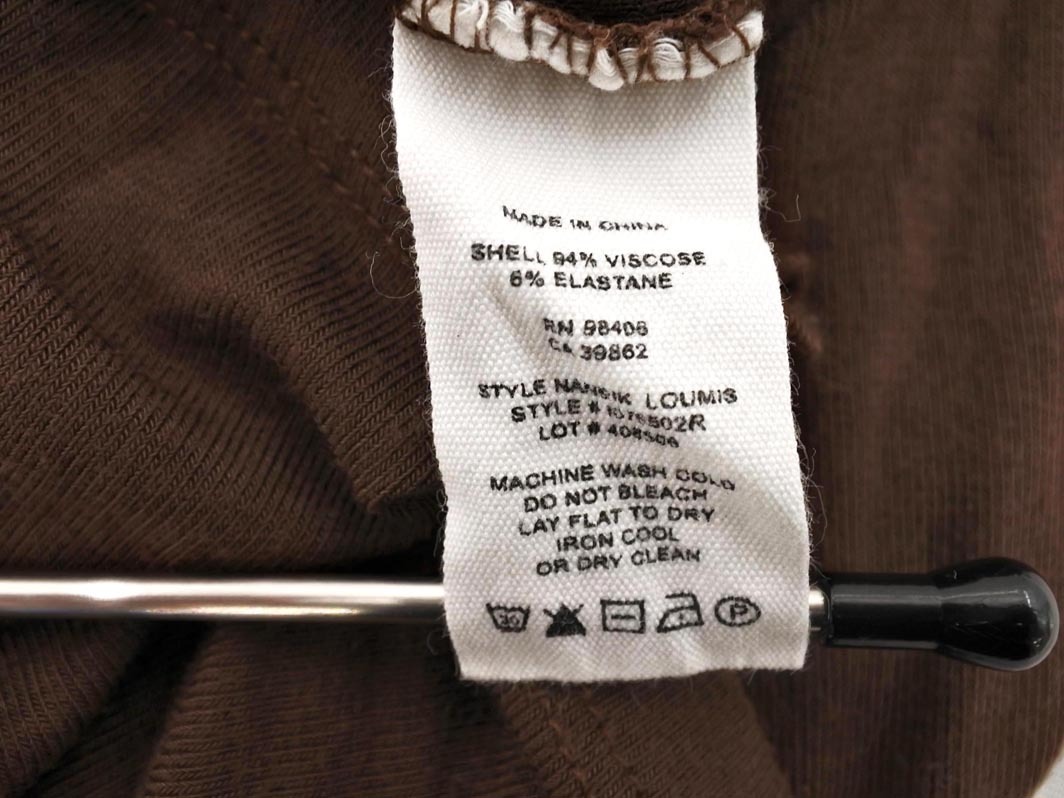 MADE IN CHINA
SHELL 94% VISCOSE
6% ELASTANE
RN 98406
CA 39862
STYLE LOUMIS
STYLE #
LOT #
MACHINE WASH COLD
DO NOT BLEACH
LAY FLAT TO DRY
IRON COOL
OR DRY CLEAN
30
P